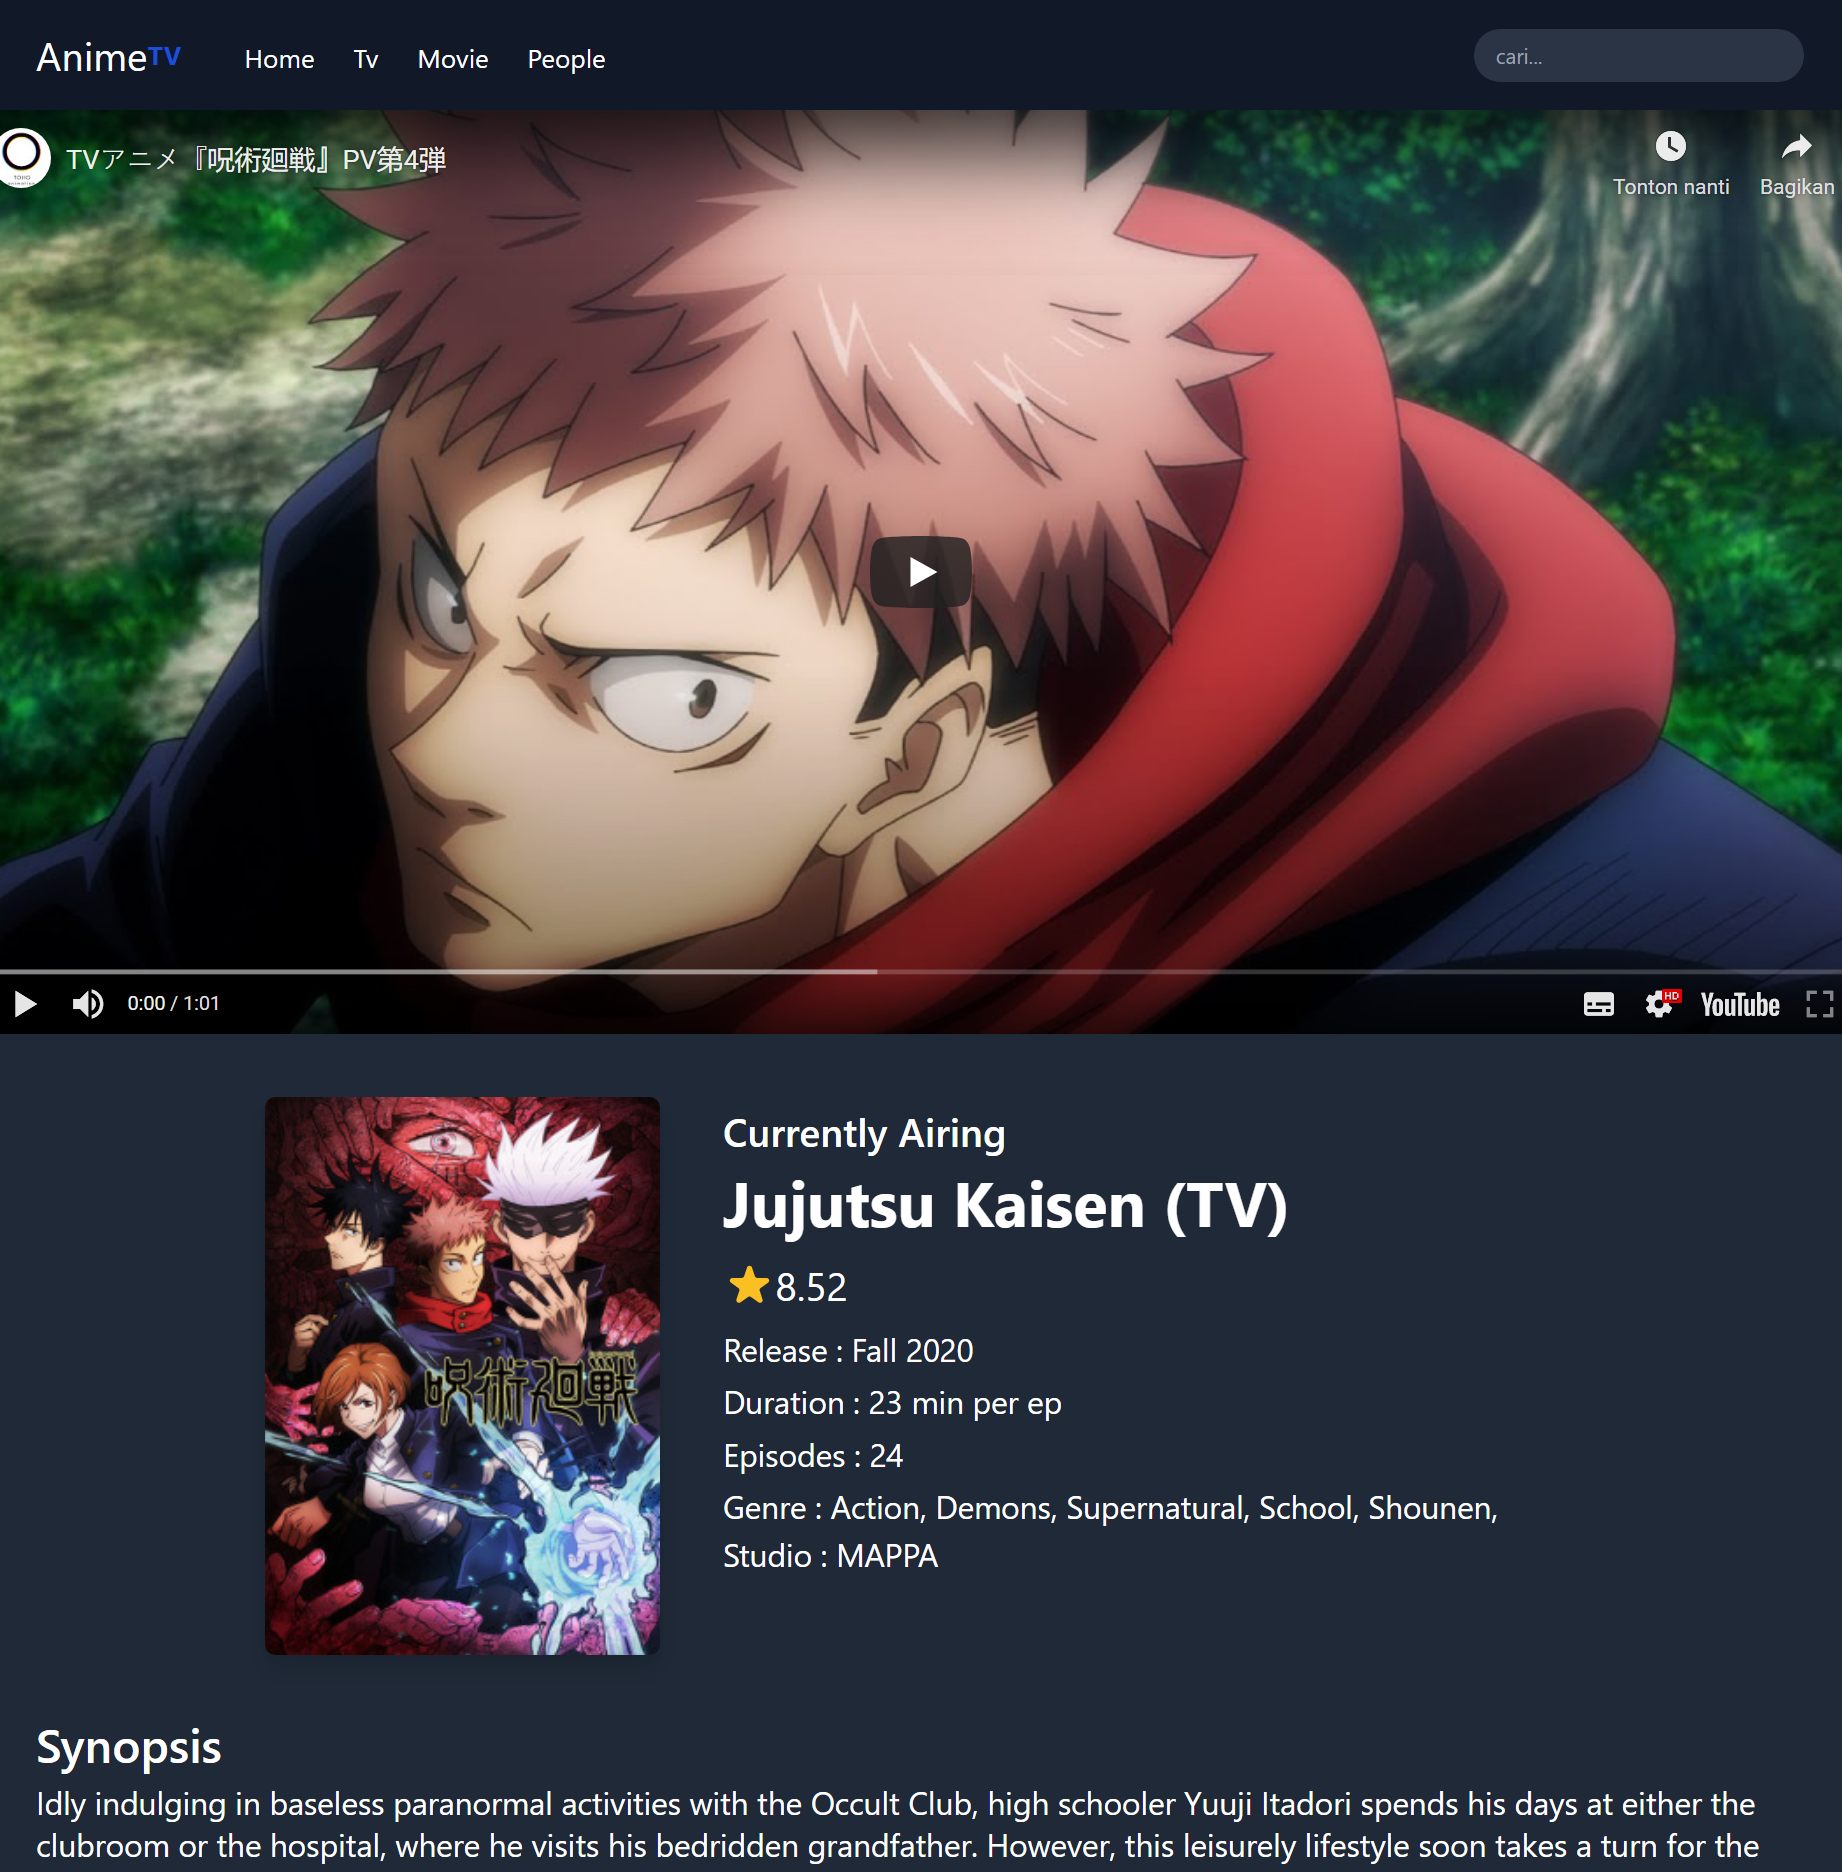 AnimeTV Home Tv Movie People cari...
TVアニメ『呪術廻戦』PV第4弾
Tonton nanti Bagikan
TOHO
animation
0:00 / 1:01 HD YouTube
Currently Airing
Jujutsu Kaisen (TV)
8.52
Release : Fall 2020
Duration : 23 min per ep
Episodes : 24
Genre : Action, Demons, Supernatural, School, Shounen,
Studio : MAPPA
呪術廻戦
Synopsis
Idly indulging in baseless paranormal activities with the Occult Club, high schooler Yuuji Itadori spends his days at either the
clubroom or the hospital, where he visits his bedridden grandfather. However, this leisurely lifestyle soon takes a turn for the